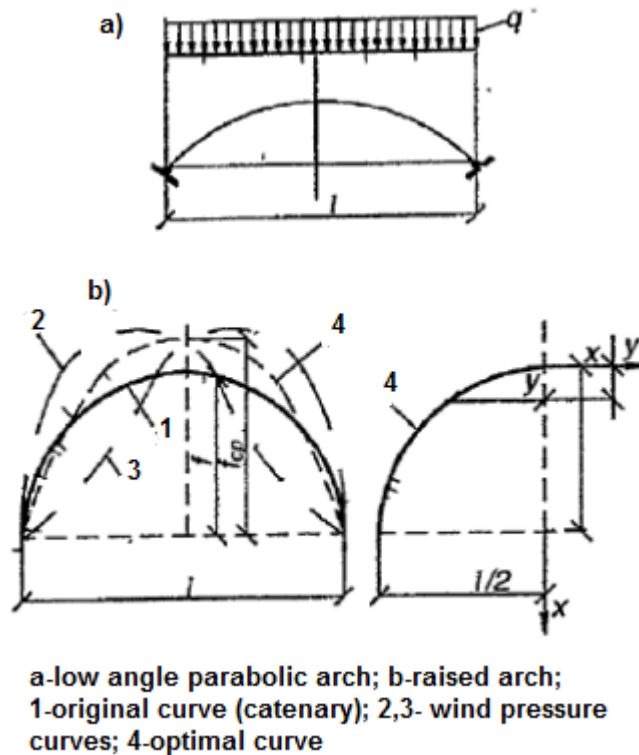 a)
q
l
b)
2
4
1
3
f
fcp
l
4
y
x
y
l/2
x
a-low angle parabolic arch; b-raised arch;
1-original curve (catenary); 2,3- wind pressure
curves; 4-optimal curve